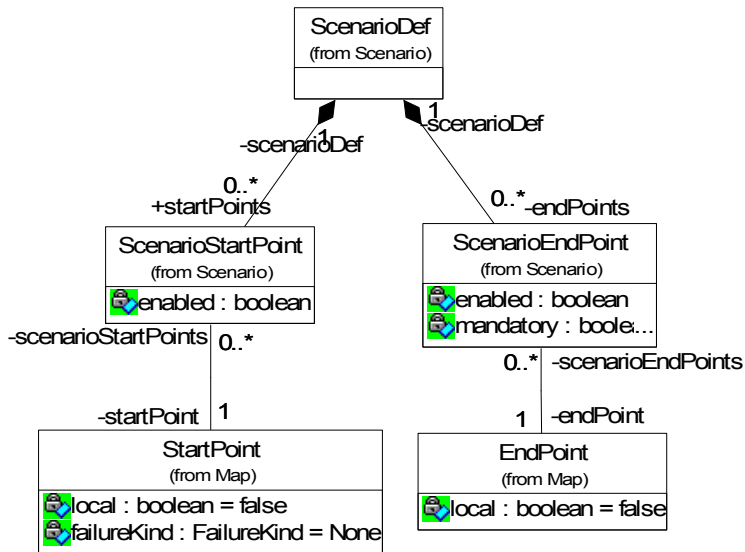 ScenarioDef
(from Scenario)
1
-scenarioDef
1
-scenarioDef
0..*
+startPoints
0..*
-endPoints
ScenarioStartPoint
(from Scenario)
enabled : boolean
ScenarioEndPoint
(from Scenario)
enabled : boolean
mandatory : boolea...
-scenarioStartPoints
0..*
0..*
-scenarioEndPoints
-startPoint
1
1
-endPoint
StartPoint
(from Map)
local : boolean = false
failureKind : FailureKind = None
EndPoint
(from Map)
local : boolean = false